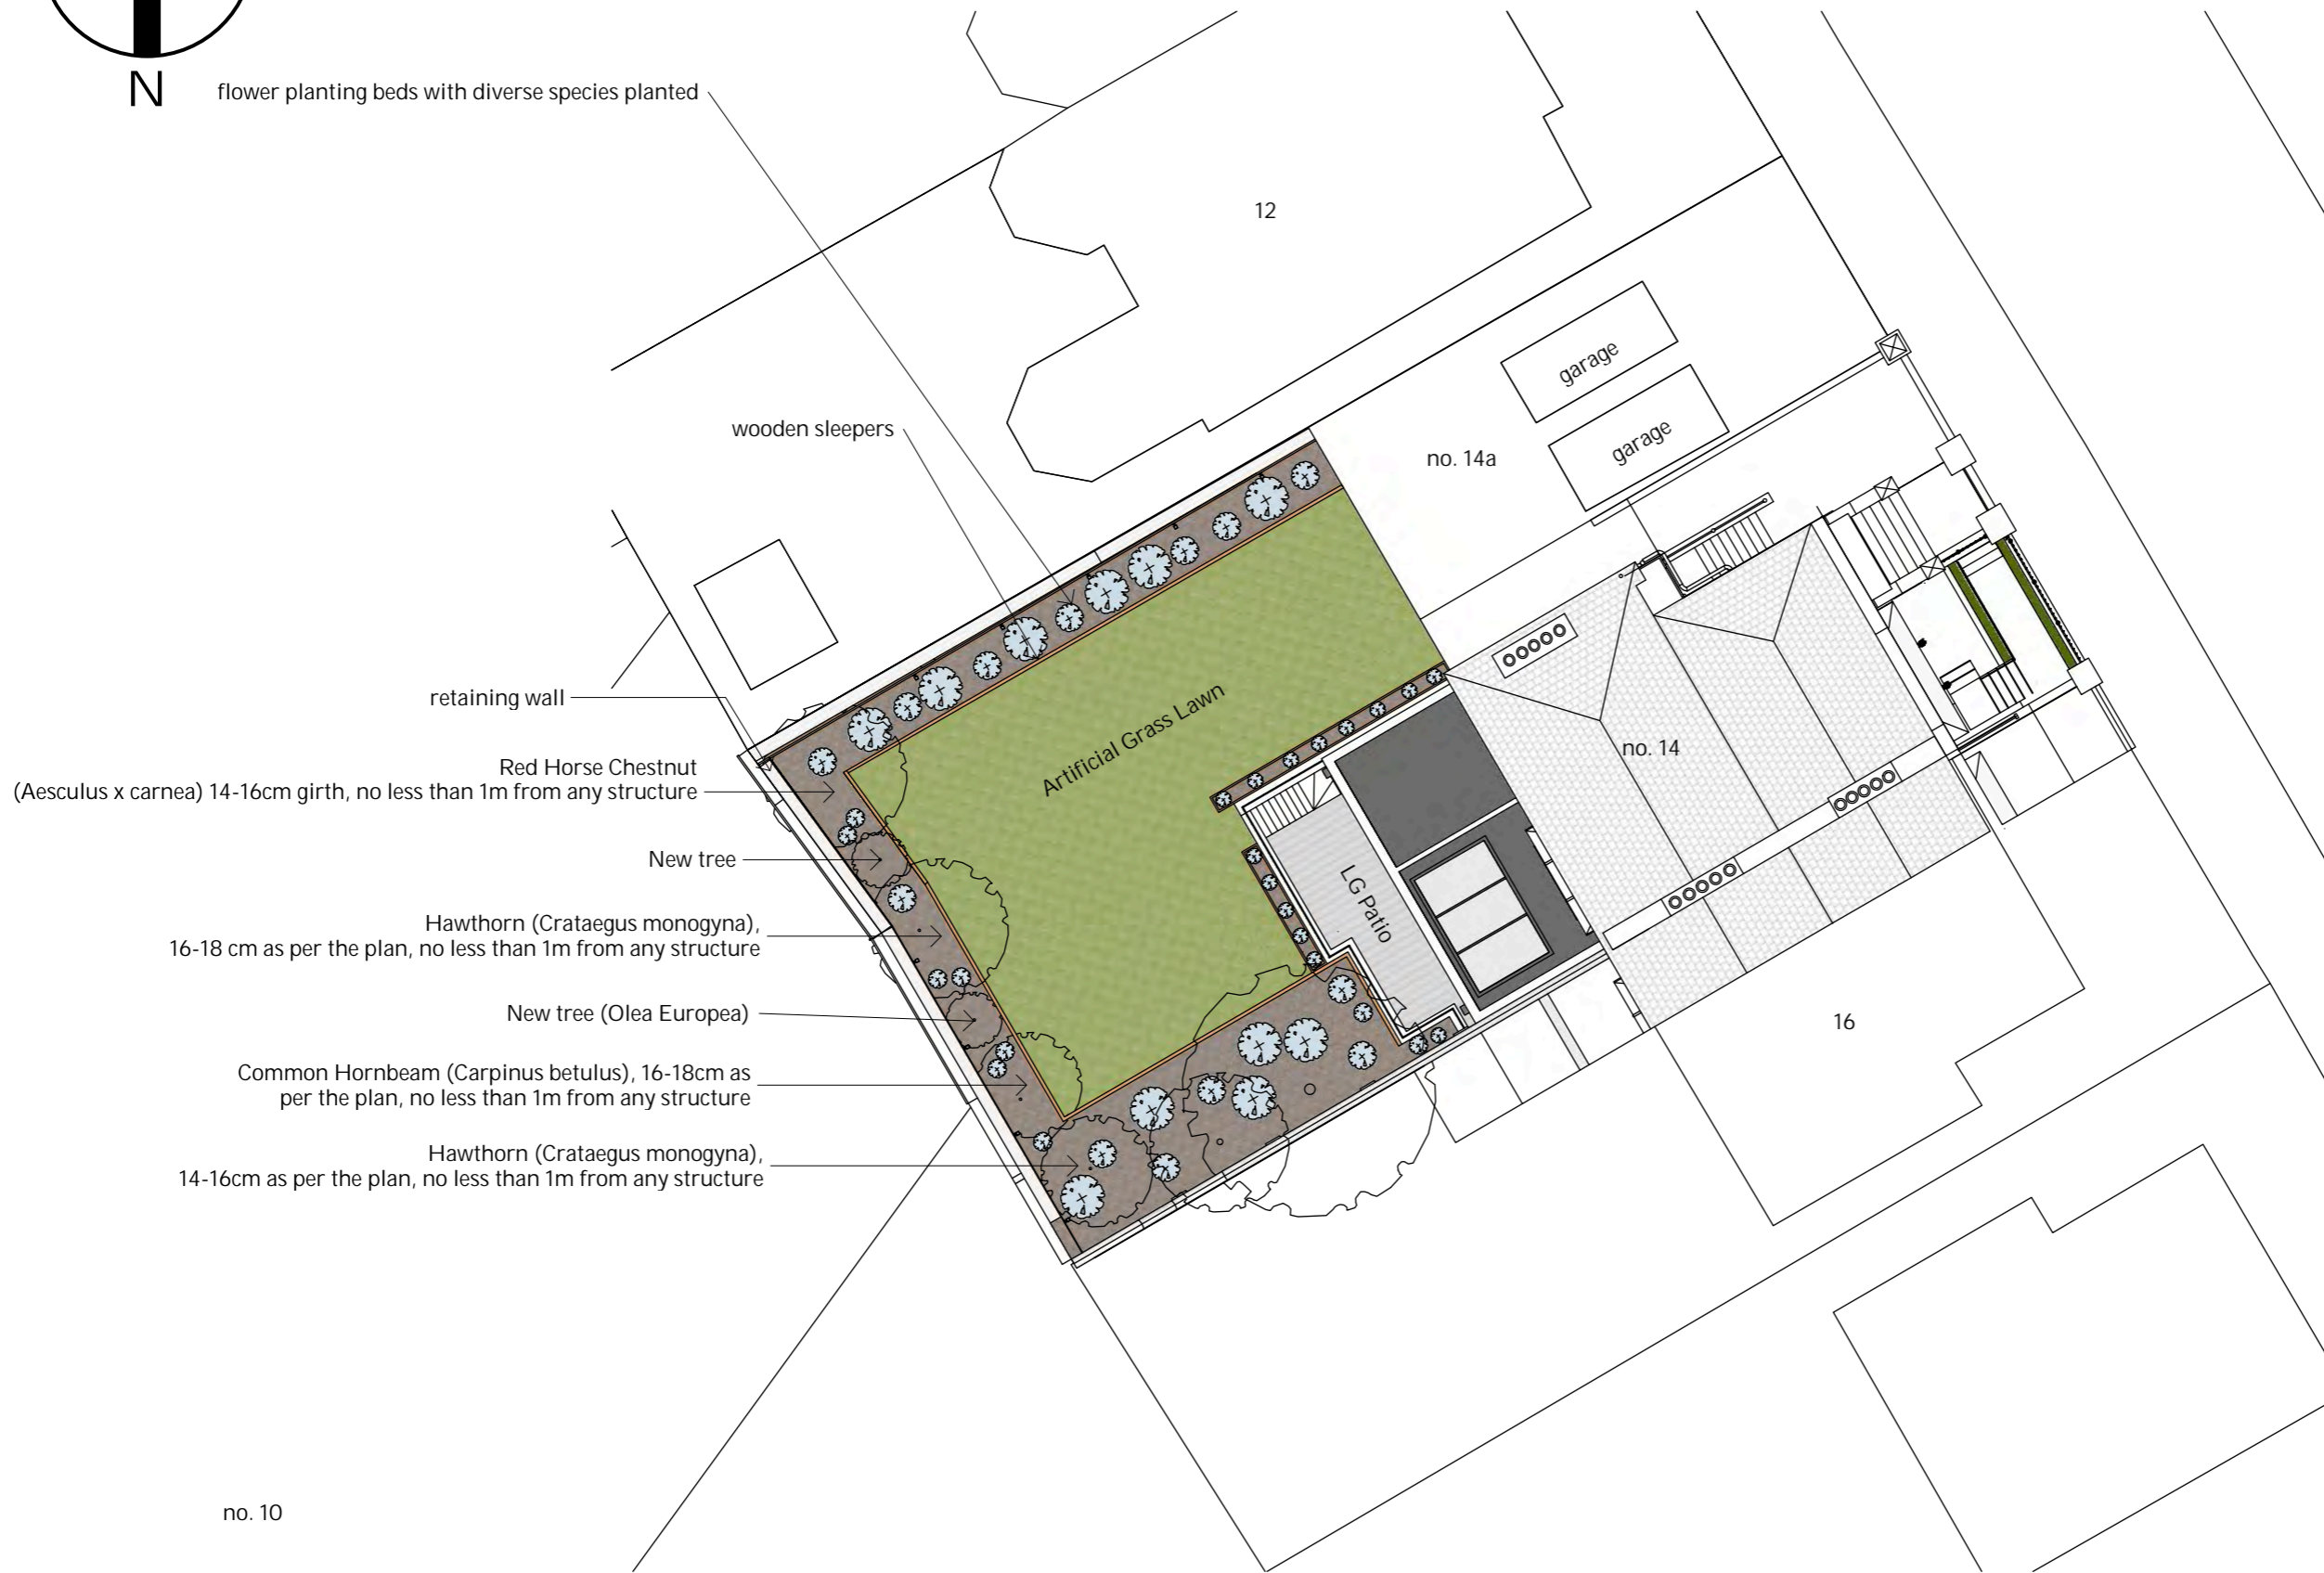 N
flower planting beds with diverse species planted
12
garage
wooden sleepers
garage
no. 14a
retaining wall
Artificial Grass Lawn
no. 14
Red Horse Chestnut
(Aesculus x carnea) 14-16cm girth, no less than 1m from any structure
New tree
LG Patio
Hawthorn (Crataegus monogyna),
16-18 cm as per the plan, no less than 1m from any structure
New tree (Olea Europea)
16
Common Hornbeam (Carpinus betulus), 16-18cm as
per the plan, no less than 1m from any structure
Hawthorn (Crataegus monogyna),
14-16cm as per the plan, no less than 1m from any structure
no. 10